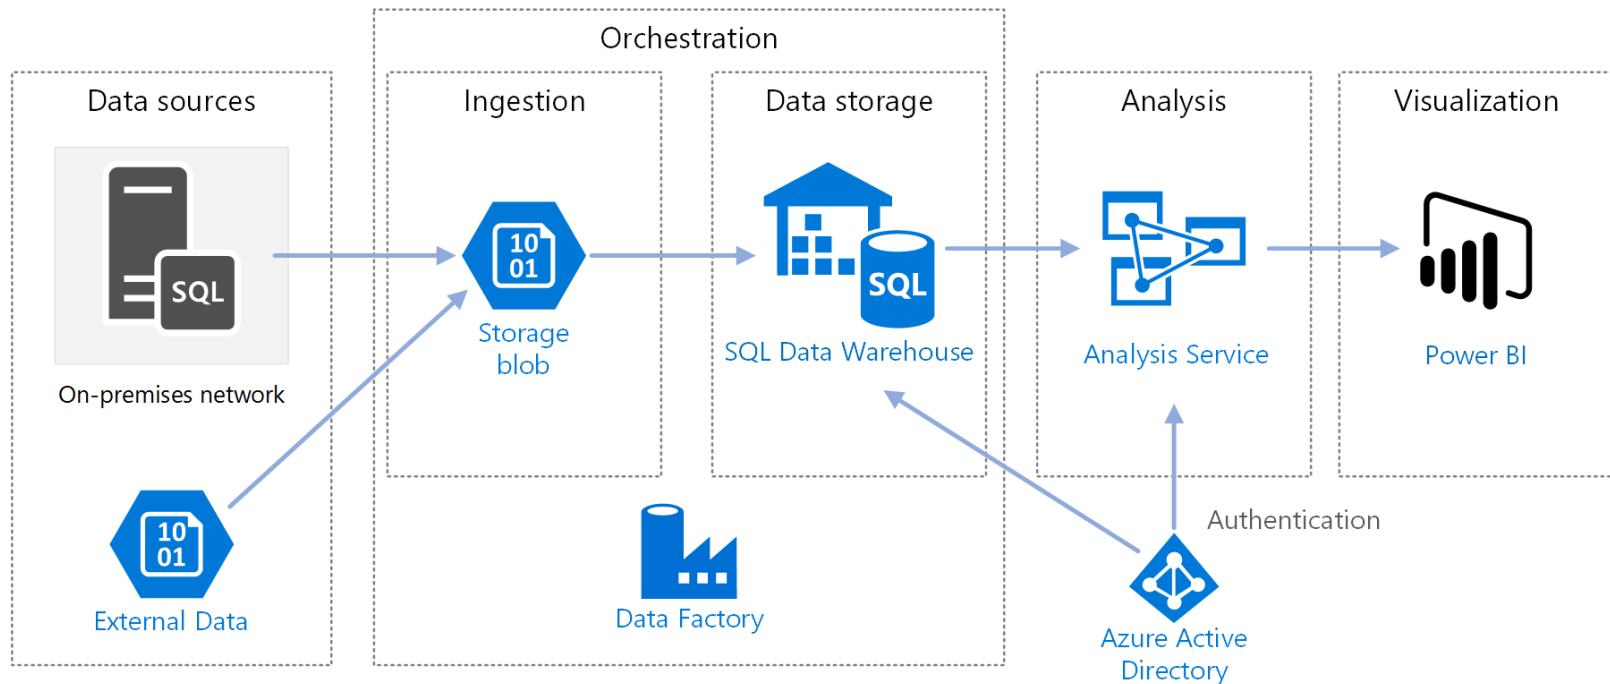 Orchestration
Data sources
Ingestion
Data storage
Analysis
Visualization
SQL
10
01
SQL
Storage
blob
SQL Data Warehouse
Analysis Service
Power BI
On-premises network
10
01
External Data
Data Factory
Authentication
Azure Active
Directory